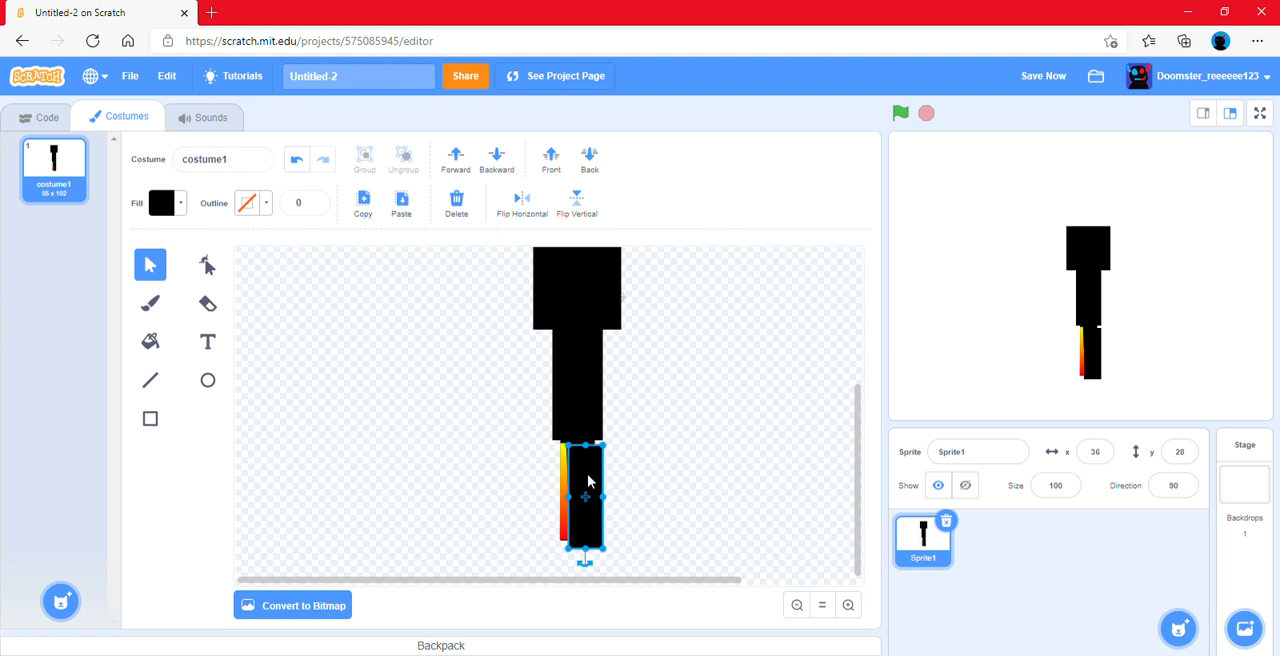 Untitled-2 on Scratch
https://scratch.mit.edu/projects/575085945/editor
SCRATCH File Edit Tutorials Untitled-2 Share See Project Page Save Now Doomster_reeeeee123
Code Costumes Sounds
1
costume1
55 x 192
Costume costume1 Group Ungroup Forward Backward Front Back
Fill Outline 0 Copy Paste Delete Flip Horizontal Flip Vertical
T
Convert to Bitmap
Backpack
Sprite Sprite1 x 36 y 28
Show Size 100 Direction 90
Sprite1
Stage
Backdrops
1